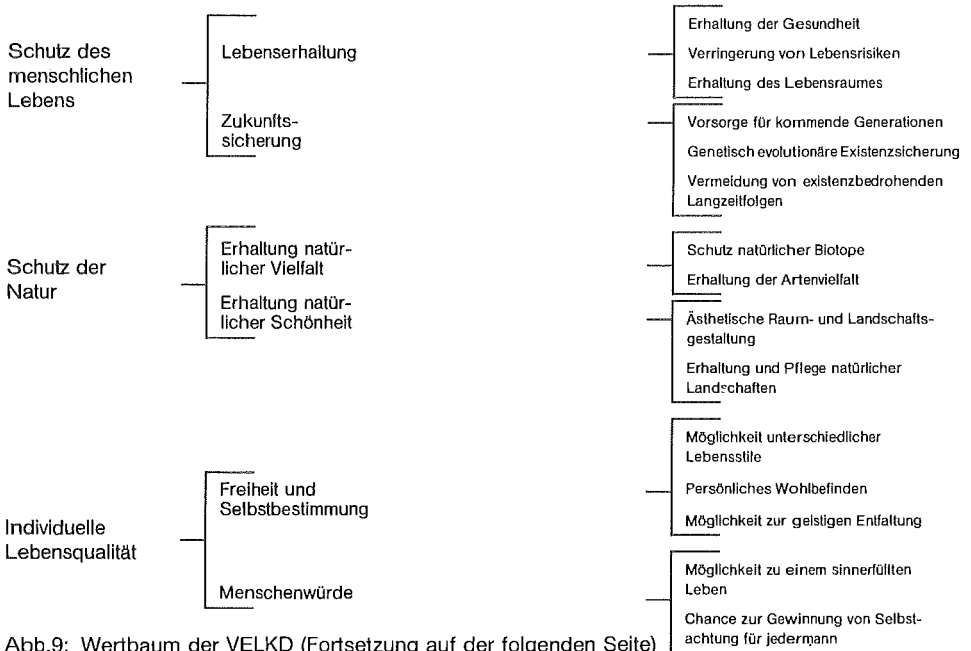 Schutz des
menschlichen
Lebens
Lebenserhaltung
Erhaltung der Gesundheit
Verringerung von Lebensrisiken
Erhaltung des Lebensraumes
Zukunfts-
sicherung
Vorsorge für kommende Generationen
Genetisch evolutionäre Existenzsicherung
Vermeidung von existenzbedrohenden
Langzeitfolgen
Schutz der
Natur
Erhaltung natür-
licher Vielfalt
Schutz natürlicher Biotope
Erhaltung der Artenvielfalt
Erhaltung natür-
licher Schönheit
Ästhetische Raum- und Landschafts-
gestaltung
Erhaltung und Pflege natürlicher
Landschaften
Individuelle
Lebensqualität
Freiheit und
Selbstbestimmung
Möglichkeit unterschiedlicher
Lebensstile
Persönliches Wohlbefinden
Möglichkeit zur geistigen Entfaltung
Menschenwürde
Möglichkeit zu einem sinnerfüllten
Leben
Chance zur Gewinnung von Selbst-
achtung für jedermann
Abb.9: Wertbaum der VELKD (Fortsetzung auf der folgenden Seite)